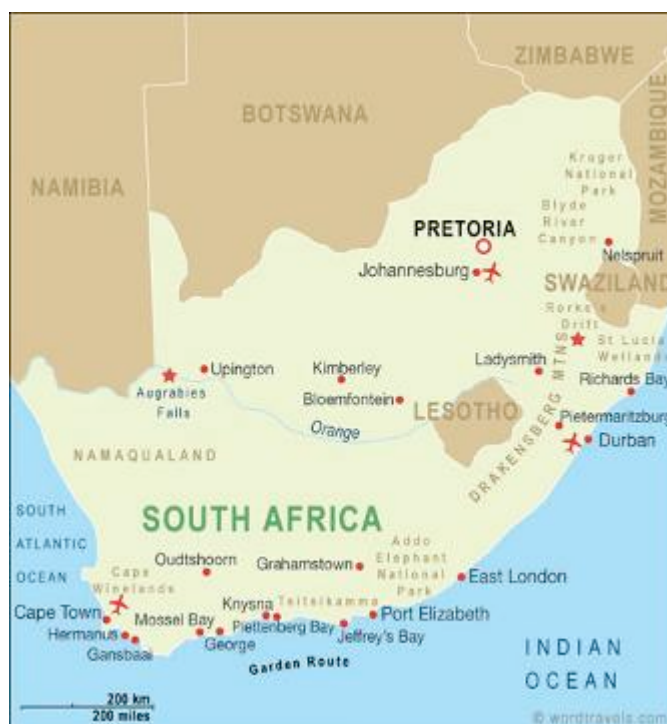 ZIMBABWE
BOTSWANA
MOZAMBIQUE
NAMIBIA
Kruger
National
Park
Blyde
River
Canyon
PRETORIA
Nelspruit
Johannesburg
SWAZILAND
Rorke's
Drift
St Lucia
Wetlands
Ladysmith
Upington
Kimberley
Richards Bay
Augrabies
Falls
Bloemfontein
LESOTHO
DRAKENSBERG MTNS
Pietermaritzburg
Orange
Durban
NAMAQUALAND
SOUTH
ATLANTIC
OCEAN
SOUTH AFRICA
Addo
Elephant
National
Park
Oudtshoorn
Grahamstown
Cape
Winelands
East London
Knysna
Tsitsikamma
Cape Town
Mossel Bay
Port Elizabeth
Hermanus
Plettenberg Bay
Jeffrey's Bay
George
Gansbaai
Garden Route
INDIAN
OCEAN
200 km
200 miles
© wordtravels.com